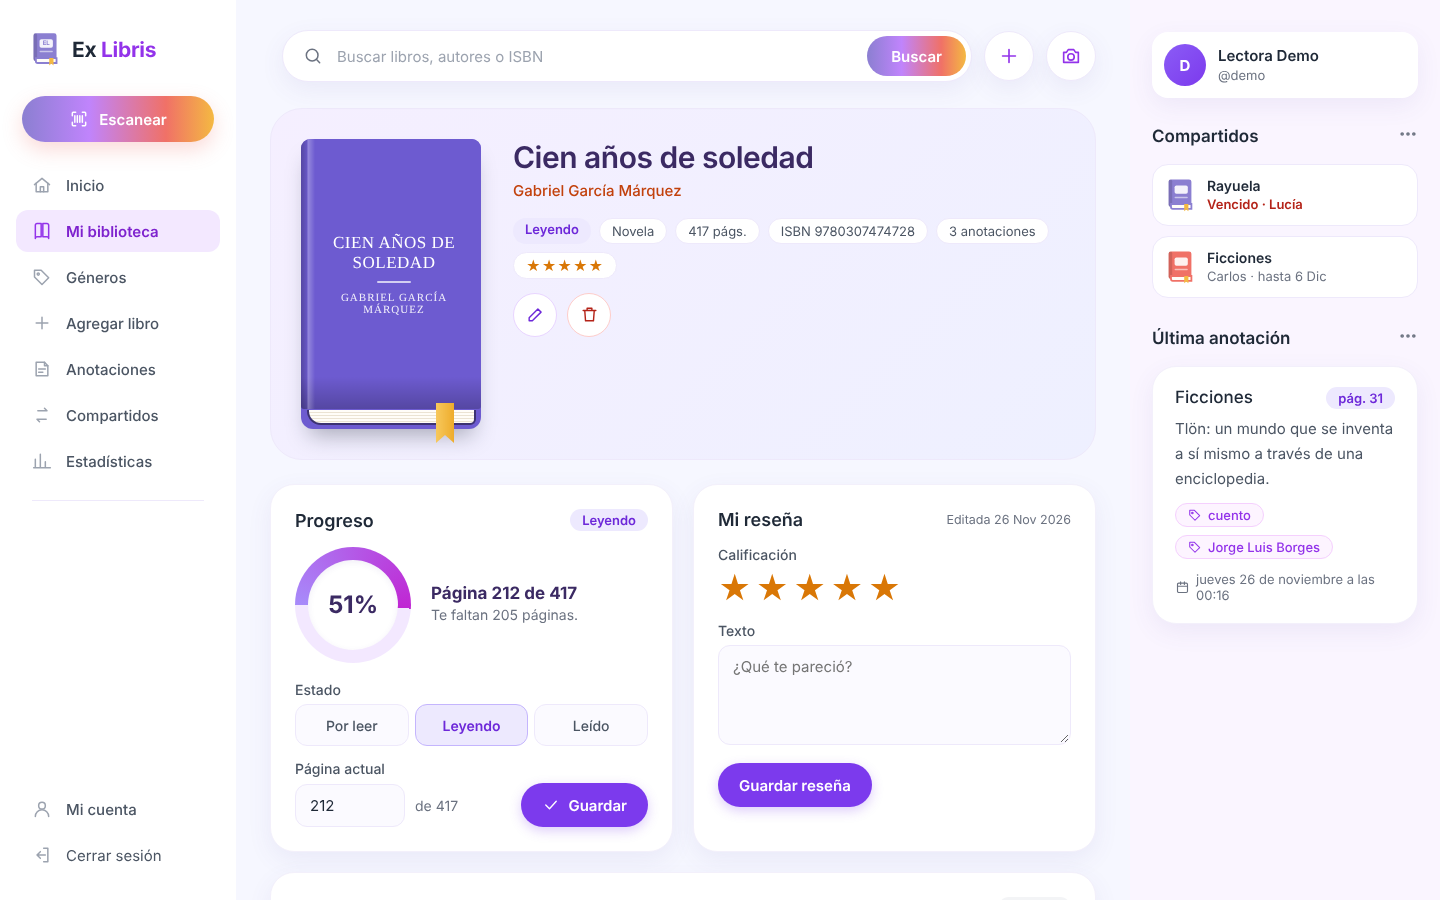 EL
Ex Libris
Escanear
Inicio
Mi biblioteca
Géneros
Agregar libro
Anotaciones
Compartidos
Estadísticas
Mi cuenta
Cerrar sesión
Buscar libros, autores o ISBN
Buscar
CIEN AÑOS DE
SOLEDAD
GABRIEL GARCÍA
MÁRQUEZ
Cien años de soledad
Gabriel García Márquez
Leyendo
Novela
417 págs.
ISBN 9780307474728
3 anotaciones
★★★★★
Progreso
Leyendo
51%
Página 212 de 417
Te faltan 205 páginas.
Estado
Por leer
Leyendo
Leído
Página actual
212
de 417
Guardar
Mi reseña
Editada 26 Nov 2026
Calificación
★★★★★
Texto
¿Qué te pareció?
Guardar reseña
D
Lectora Demo
@demo
Compartidos
Rayuela
Vencido · Lucía
Ficciones
Carlos · hasta 6 Dic
Última anotación
Ficciones
pág. 31
Tlön: un mundo que se inventa
a sí mismo a través de una
enciclopedia.
cuento
Jorge Luis Borges
jueves 26 de noviembre a las
00:16